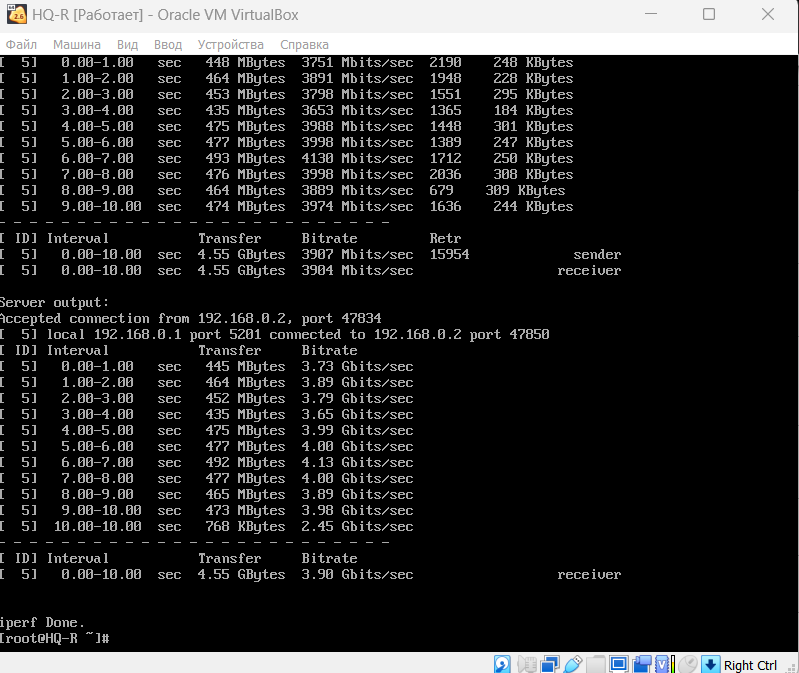 HQ-R [Работает] - Oracle VM VirtualBox
Файл Машина Вид Ввод Устройства Справка
[  5]   0.00-1.00   sec   448 MBytes  3751 Mbits/sec  2190    248 KBytes
[  5]   1.00-2.00   sec   464 MBytes  3891 Mbits/sec  1948    228 KBytes
[  5]   2.00-3.00   sec   453 MBytes  3798 Mbits/sec  1551    295 KBytes
[  5]   3.00-4.00   sec   435 MBytes  3653 Mbits/sec  1365    184 KBytes
[  5]   4.00-5.00   sec   475 MBytes  3988 Mbits/sec  1448    301 KBytes
[  5]   5.00-6.00   sec   477 MBytes  3998 Mbits/sec  1389    247 KBytes
[  5]   6.00-7.00   sec   493 MBytes  4130 Mbits/sec  1712    250 KBytes
[  5]   7.00-8.00   sec   476 MBytes  3998 Mbits/sec  2036    308 KBytes
[  5]   8.00-9.00   sec   464 MBytes  3889 Mbits/sec  679    309 KBytes
[  5]   9.00-10.00  sec   474 MBytes  3974 Mbits/sec  1636    244 KBytes
- - - - - - - - - - - - - - - - - - - - - - - - -
[ ID] Interval           Transfer     Bitrate         Retr
[  5]   0.00-10.00  sec  4.55 GBytes  3907 Mbits/sec  15954             sender
[  5]   0.00-10.00  sec  4.55 GBytes  3904 Mbits/sec                  receiver
Server output:
Accepted connection from 192.168.0.2, port 47834
[  5] local 192.168.0.1 port 5201 connected to 192.168.0.2 port 47850
[ ID] Interval           Transfer     Bitrate
[  5]   0.00-1.00   sec   445 MBytes  3.73 Gbits/sec
[  5]   1.00-2.00   sec   464 MBytes  3.89 Gbits/sec
[  5]   2.00-3.00   sec   452 MBytes  3.79 Gbits/sec
[  5]   3.00-4.00   sec   435 MBytes  3.65 Gbits/sec
[  5]   4.00-5.00   sec   475 MBytes  3.99 Gbits/sec
[  5]   5.00-6.00   sec   477 MBytes  4.00 Gbits/sec
[  5]   6.00-7.00   sec   492 MBytes  4.13 Gbits/sec
[  5]   7.00-8.00   sec   477 MBytes  4.00 Gbits/sec
[  5]   8.00-9.00   sec   465 MBytes  3.89 Gbits/sec
[  5]   9.00-10.00  sec   473 MBytes  3.98 Gbits/sec
[  5]  10.00-10.00  sec   768 KBytes  2.45 Gbits/sec
- - - - - - - - - - - - - - - - - - - - - - - - -
[ ID] Interval           Transfer     Bitrate
[  5]   0.00-10.00  sec  4.55 GBytes  3.90 Gbits/sec                  receiver
iperf Done.
[root@HQ-R ~]#
Right Ctrl